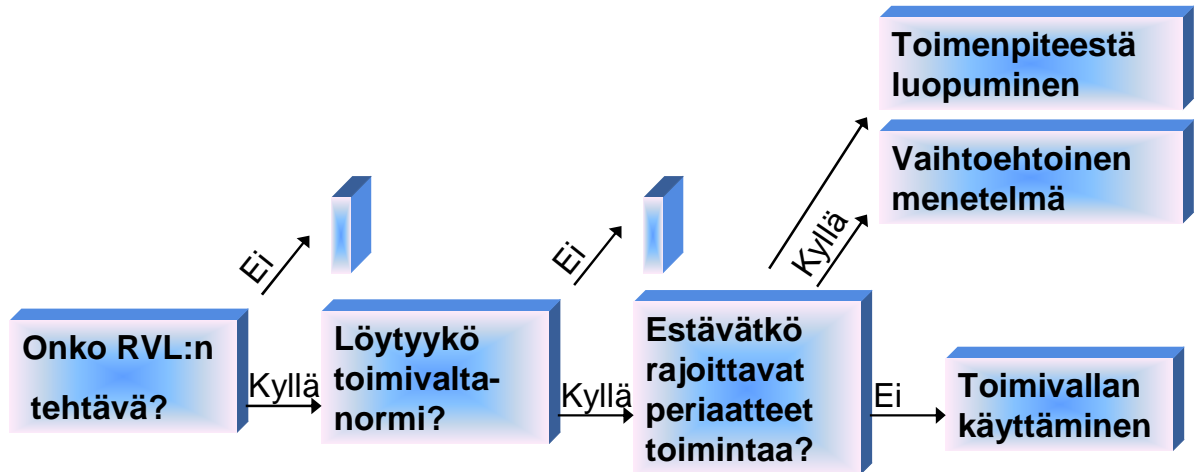 Toimenpiteestä
luopuminen
Vaihtoehtoinen
menetelmä
Kyllä
Ei
Ei
Onko RVL:n
tehtävä?
Kyllä
Löytyykö
toimivalta-
normi?
Kyllä
Estävätkö
rajoittavat
periaatteet
toimintaa?
Ei
Toimivallan
käyttäminen